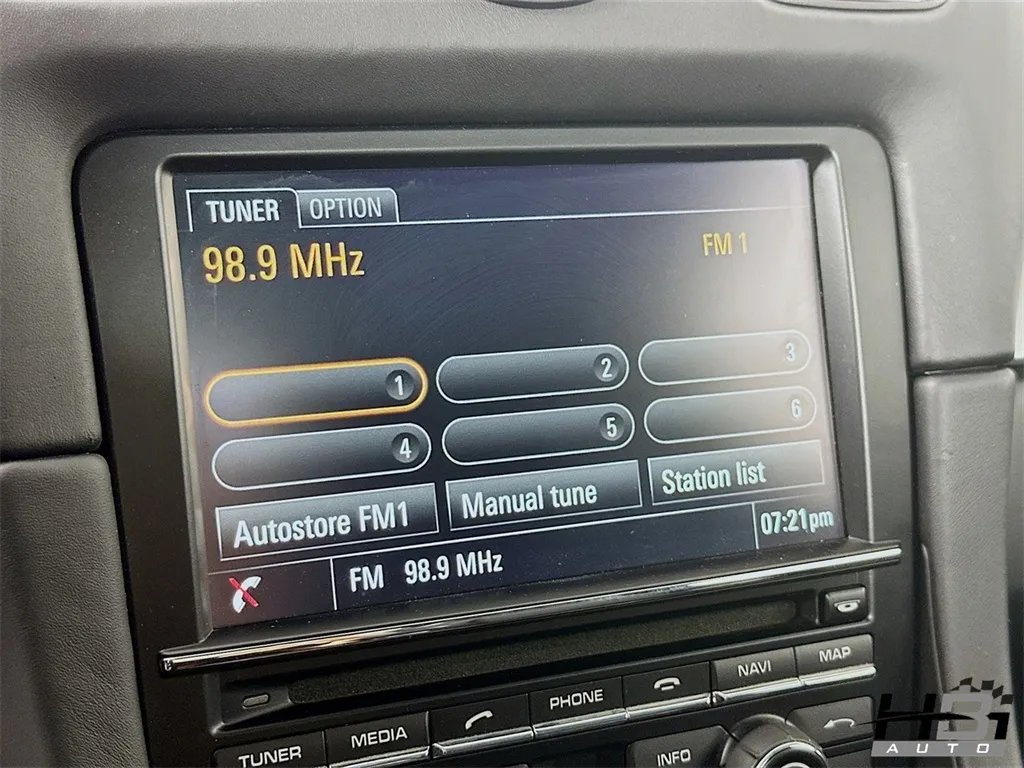 TUNER OPTION
98.9 MHz FM 1
1 2 3
4 5 6
Autostore FM1 Manual tune Station list
FM 98.9 MHz 07:21pm
TUNER MEDIA PHONE NAVI MAP
INFO
HBI
AUTO